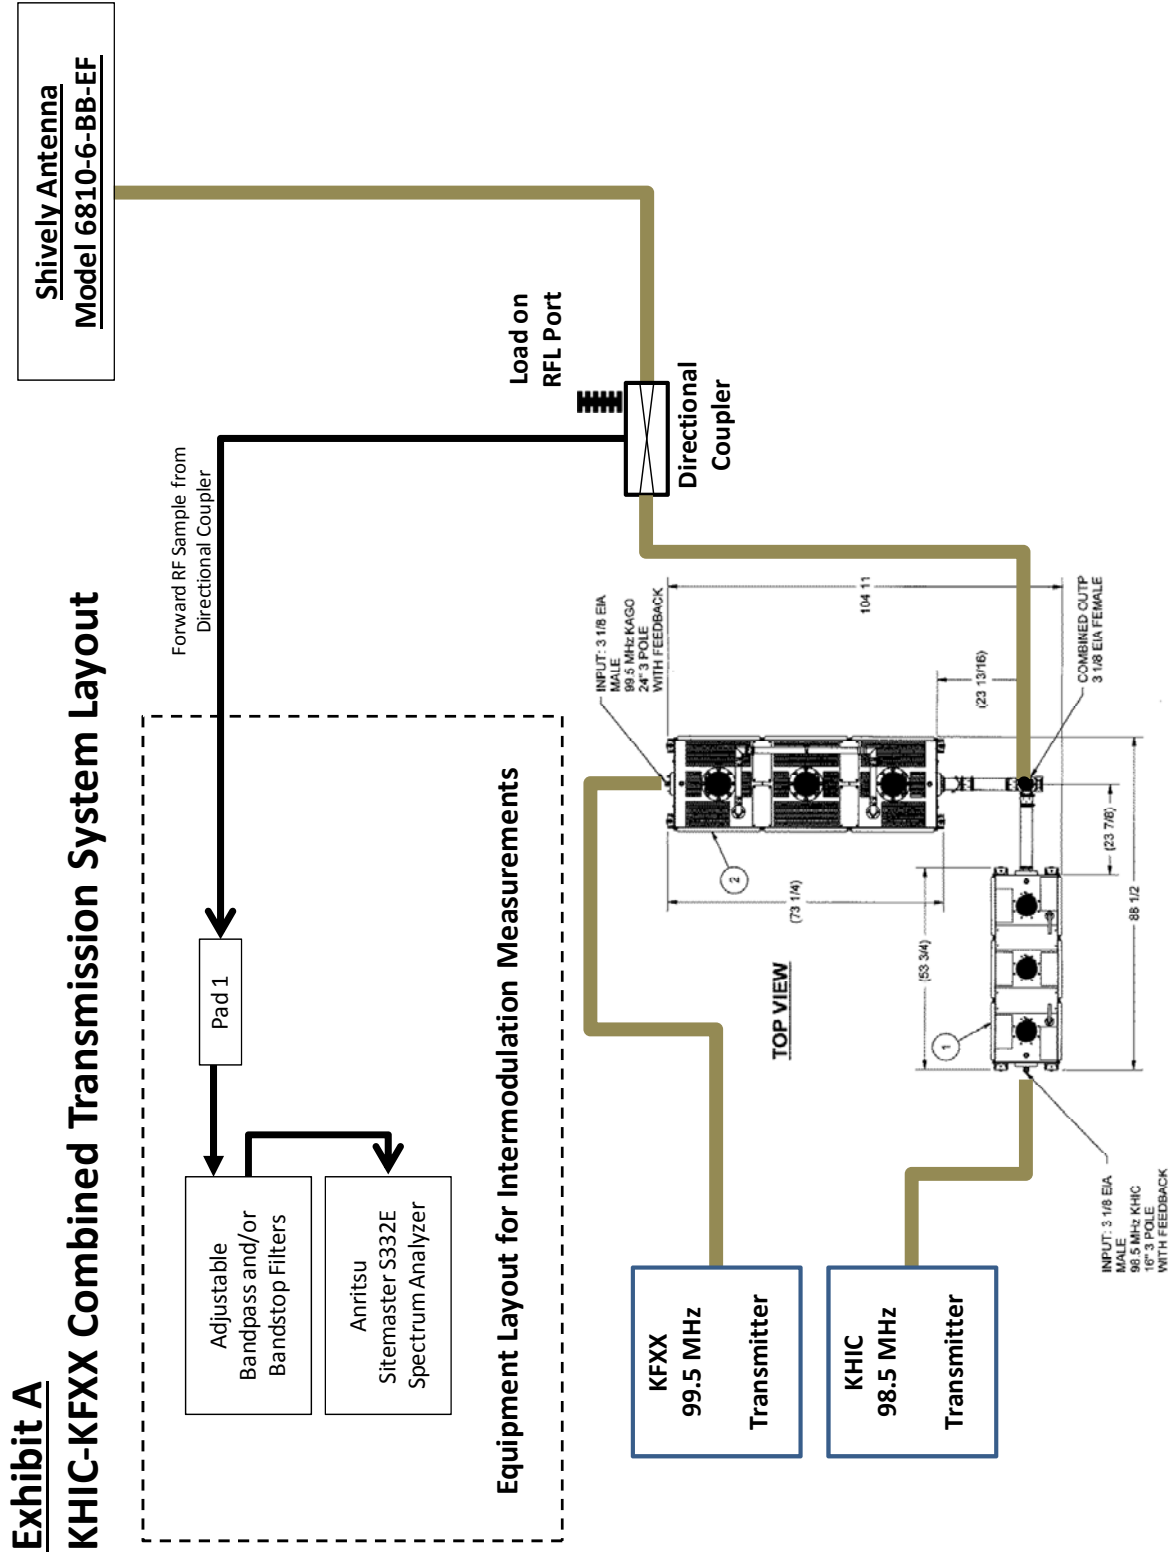 Exhibit A
KHIC-KFXX Combined Transmission System Layout
Shively Antenna
Model 6810-6-BB-EF
Forward RF Sample from
Directional Coupler
Load on
RFL Port
Directional
Coupler
Pad 1
Adjustable
Bandpass and/or
Bandstop Filters
Anritsu
Sitemaster S332E
Spectrum Analyzer
Equipment Layout for Intermodulation Measurements
INPUT: 3 1/8 EIA
MALE
99.5 MHz KAGO
24" 3 POLE
WITH FEEDBACK
104 11
(23 13/16)
COMBINED OUTP
3 1/8 EIA FEMALE
2
(73 1/4)
TOP VIEW
(53 3/4)
(23 7/8)
88 1/2
1
KFXX
99.5 MHz
Transmitter
KHIC
98.5 MHz
Transmitter
INPUT: 3 1/8 EIA
MALE
98.5 MHz KHIC
16" 3 POLE
WITH FEEDBACK